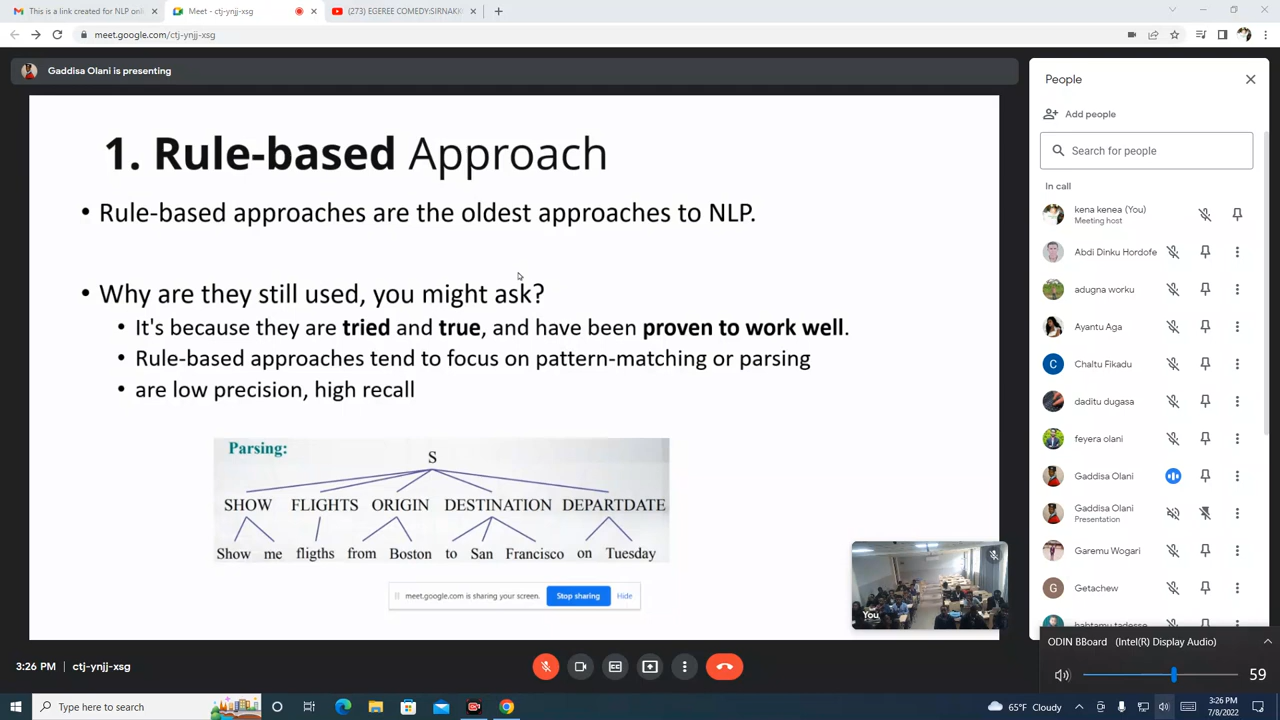 This is a link created for NLP onli
Meet - ctj-ynjj-xsg
(273) EGEREE COMEDY:SIRNAKK
meet.google.com/ctj-ynjj-xsg
Gaddisa Olani is presenting
1. Rule-based Approach
• Rule-based approaches are the oldest approaches to NLP.
• Why are they still used, you might ask?
• It's because they are tried and true, and have been proven to work well.
• Rule-based approaches tend to focus on pattern-matching or parsing
• are low precision, high recall
Parsing:
S
SHOW FLIGHTS ORIGIN DESTINATION DEPARTDATE
Show me fligths from Boston to San Francisco on Tuesday
meet.google.com is sharing your screen. Stop sharing Hide
You
People
Add people
Search for people
In call
kena kenea (You)
Meeting host
Abdi Dinku Hordofe
adugna worku
Ayantu Aga
C Chaltu Fikadu
daditu dugasa
feyera olani
Gaddisa Olani
Gaddisa Olani
Presentation
Garemu Wogari
G Getachew
habtamu tadesse
ODIN BBoard (Intel(R) Display Audio)
59
3:26 PM | ctj-ynjj-xsg
Type here to search
65°F Cloudy
3:26 PM
7/8/2022